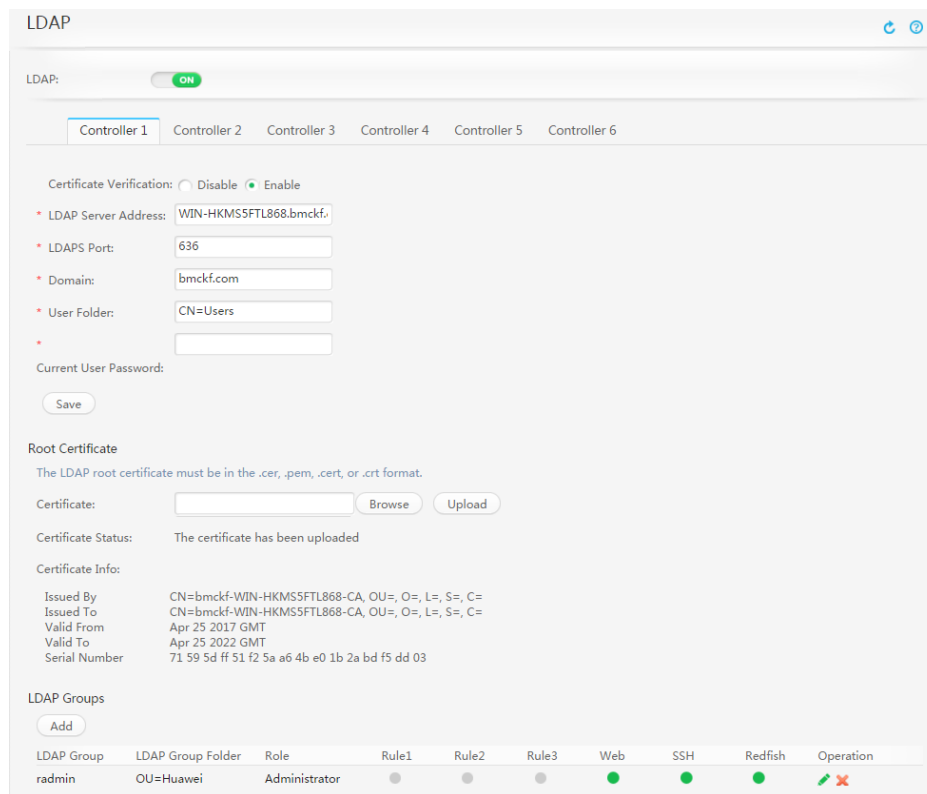 LDAP
LDAP: ON
Controller 1 Controller 2 Controller 3 Controller 4 Controller 5 Controller 6
Certificate Verification: Disable Enable
* LDAP Server Address: WIN-HKMS5FTL868.bmckf.
* LDAPS Port: 636
* Domain: bmckf.com
* User Folder: CN=Users
*
Current User Password:
Save
Root Certificate
The LDAP root certificate must be in the .cer, .pem, .cert, or .crt format.
Certificate: Browse Upload
Certificate Status: The certificate has been uploaded
Certificate Info:
Issued By CN=bmckf-WIN-HKMS5FTL868-CA, OU=, O=, L=, S=, C=
Issued To CN=bmckf-WIN-HKMS5FTL868-CA, OU=, O=, L=, S=, C=
Valid From Apr 25 2017 GMT
Valid To Apr 25 2022 GMT
Serial Number 71 59 5d ff 51 f2 5a a6 4b e0 1b 2a bd f5 dd 03
LDAP Groups
Add
LDAP Group LDAP Group Folder Role Rule1 Rule2 Rule3 Web SSH Redfish Operation
radmin OU=Huawei Administrator